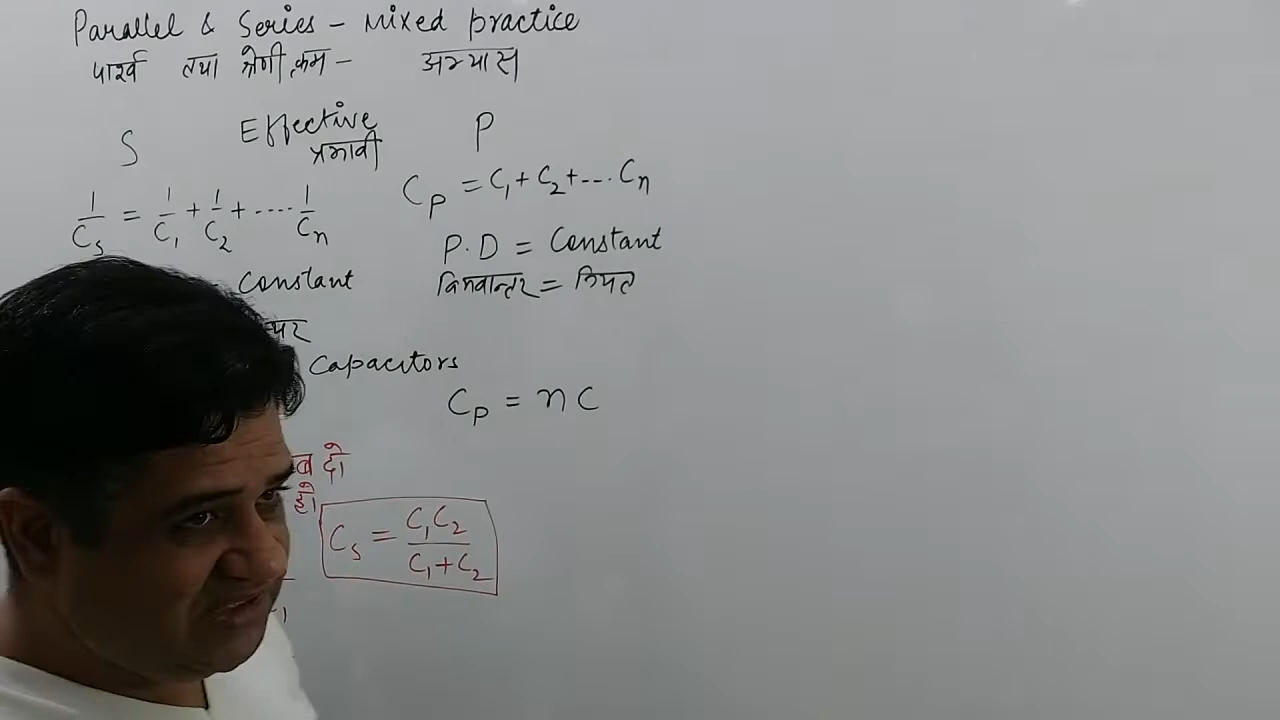 Parallel & Series - Mixed practice
पार्श्व तथा श्रेणीक्रम - अभ्यास
S Effective P
प्रभावी
1/Cs = 1/C1 + 1/C2 + .... 1/Cn
Cp = C1 + C2 + --.. Cn
P.D = Constant
विभवान्तर = नियत
Constant
Capacitors
Cp = nC
दो
Cs = C1C2/C1+C2